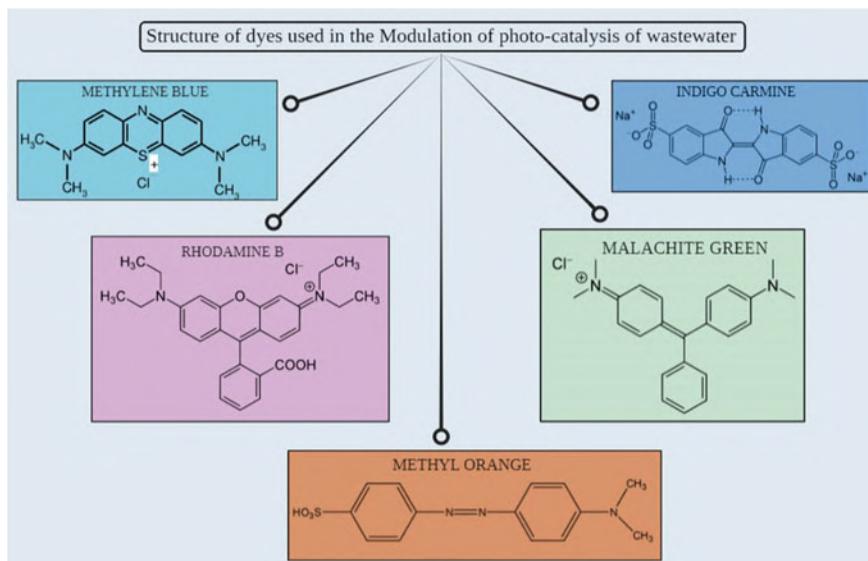 Structure of dyes used in the Modulation of photo-catalysis of wastewater
METHYLENE BLUE
N
H₃C
N
CH₃
S
+
Cl
CH₃
N
CH₃
INDIGO CARMINE
Na⁺
O
O
⁻O
S
O
H
N
N
H
O
O
S
O⁻
O
Na⁺
RHODAMINE B
H₃C
H₃C
N
O
Cl⁻
N
+
CH₃
CH₃
COOH
MALACHITE GREEN
Cl⁻
N
+
N
METHYL ORANGE
HO₃S
N
N
N
CH₃
CH₃